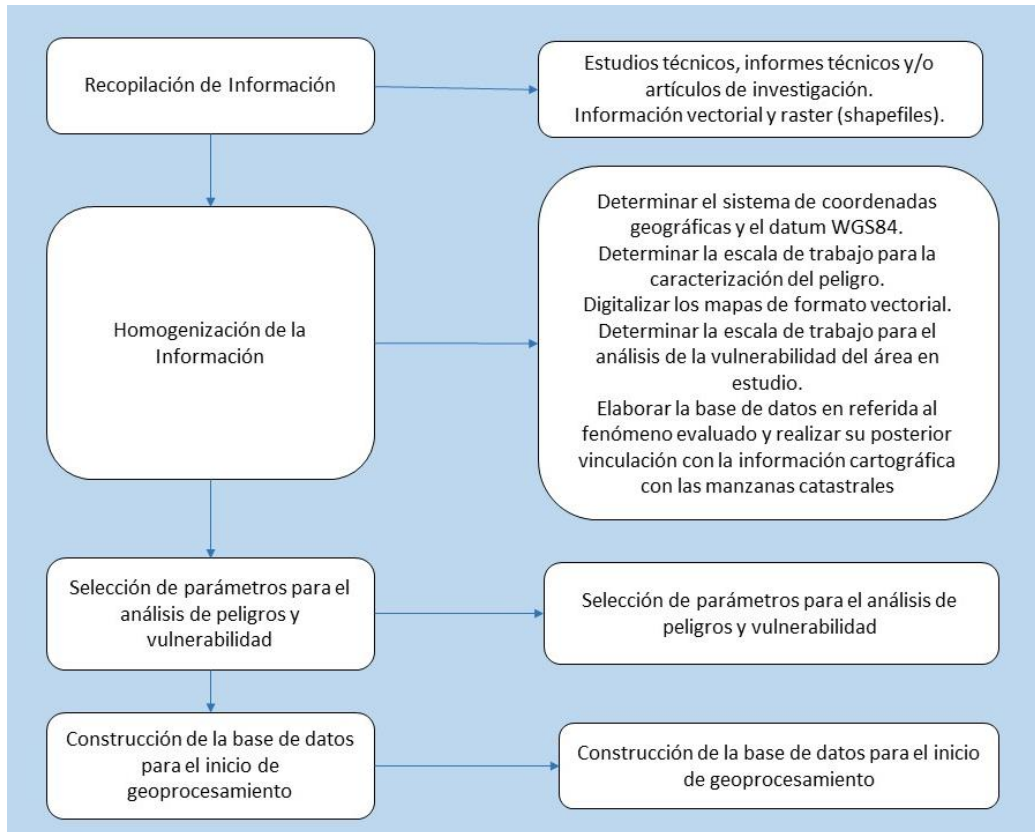 Recopilación de Información
Estudios técnicos, informes técnicos y/o
artículos de investigación.
Información vectorial y raster (shapefiles).
Homogenización de la
Información
Determinar el sistema de coordenadas
geográficas y el datum WGS84.
Determinar la escala de trabajo para la
caracterización del peligro.
Digitalizar los mapas de formato vectorial.
Determinar la escala de trabajo para el
análisis de la vulnerabilidad del área en
estudio.
Elaborar la base de datos en referida al
fenómeno evaluado y realizar su posterior
vinculación con la información cartográfica
con las manzanas catastrales
Selección de parámetros para el
análisis de peligros y
vulnerabilidad
Selección de parámetros para el análisis de
peligros y vulnerabilidad
Construcción de la base de datos
para el inicio de
geoprocesamiento
Construcción de la base de datos para el inicio
de geoprocesamiento